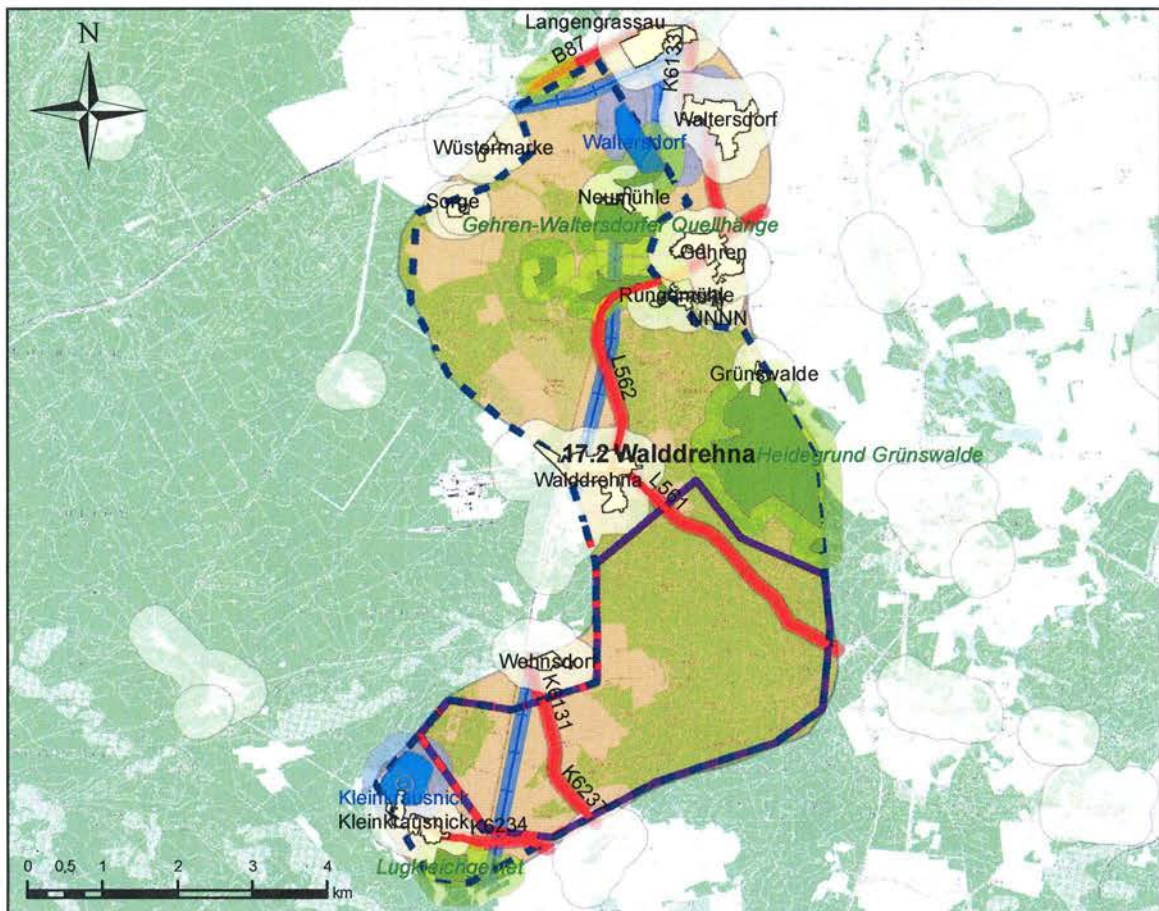 N
Langengrassau
B87
K6133
Waltersdorf
Wüstermarke
Waltersdorf
Sorge
Neumühle
Gehren-Waltersdorfer Quellhänge
Gehren
Rungemühle
NNNN
L562
Grünswalde
17.2 Walddrehna
Heidegrund Grünswalde
Walddrehna
L561
Wehnsdorf
K6131
K6237
Kleinkrausnick
Kleinkrausnick
K6234
0 0,5 1 2 3 4
km